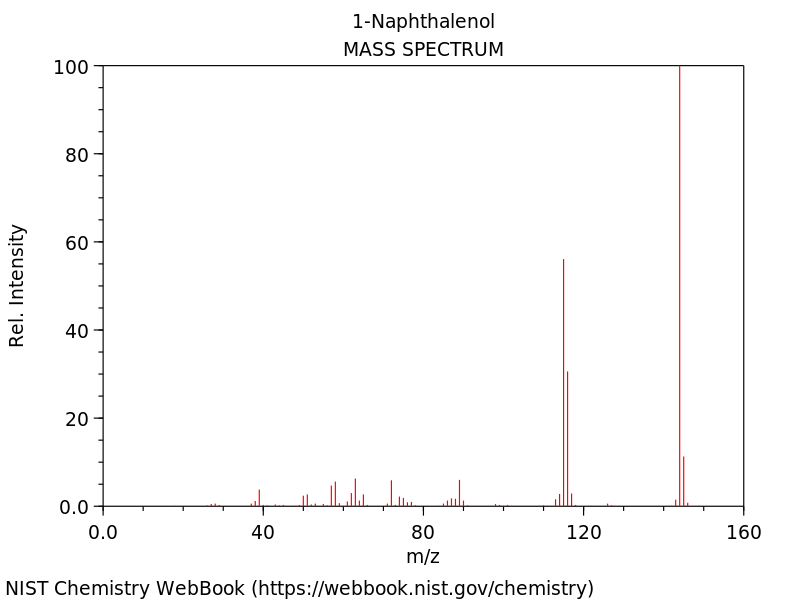 1-Naphthalenol
MASS SPECTRUM
Rel. Intensity
100
80
60
40
20
0.0
0.0 40 80 120 160
m/z
NIST Chemistry WebBook (https://webbook.nist.gov/chemistry)